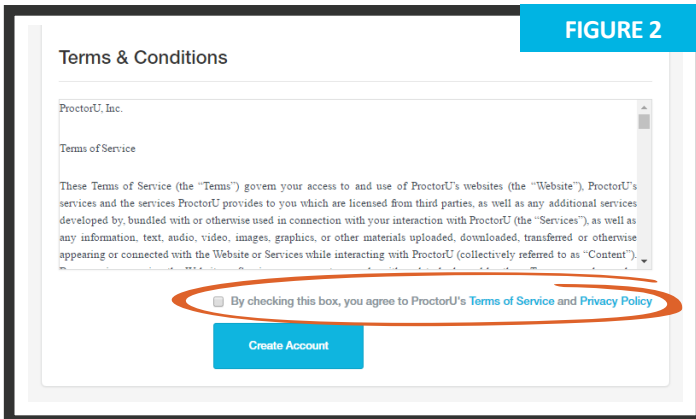 FIGURE 2
Terms & Conditions
ProctorU, Inc.
Terms of Service
These Terms of Service (the “Terms”) govern your access to and use of ProctorU’s websites (the “Website”), ProctorU’s
services and the services ProctorU provides to you which are licensed from third parties, as well as any additional services
developed by, bundled with or otherwise used in connection with your interaction with ProctorU (the “Services”), as well as
any information, text, audio, video, images, graphics, or other materials uploaded, downloaded, transferred or otherwise
appearing or connected with the Website or Services while interacting with ProctorU (collectively referred to as “Content”).
By checking this box, you agree to ProctorU's Terms of Service and Privacy Policy
Create Account